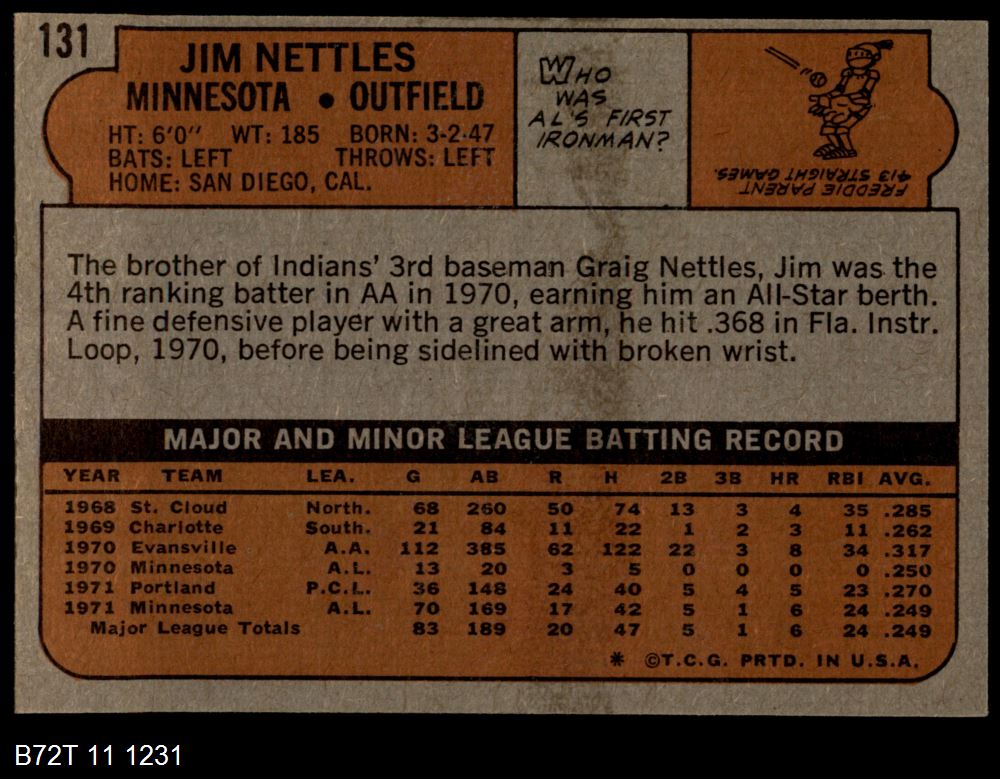 131
JIM NETTLES
MINNESOTA • OUTFIELD
HT: 6'0" WT: 185 BORN: 3-2-47
BATS: LEFT THROWS: LEFT
HOME: SAN DIEGO, CAL.
WHO
WAS
AL'S FIRST
IRONMAN?
FREDDIE PARENT
413 STRAIGHT GAMES.
The brother of Indians' 3rd baseman Graig Nettles, Jim was the
4th ranking batter in AA in 1970, earning him an All-Star berth.
A fine defensive player with a great arm, he hit .368 in Fla. Instr.
Loop, 1970, before being sidelined with broken wrist.
MAJOR AND MINOR LEAGUE BATTING RECORD
YEAR TEAM LEA. G AB R H 2B 3B HR RBI AVG.
1968 St. Cloud North. 68 260 50 74 13 3 4 35 .285
1969 Charlotte South. 21 84 11 22 1 2 3 11 .262
1970 Evansville A.A. 112 385 62 122 22 3 8 34 .317
1970 Minnesota A.L. 13 20 3 5 0 0 0 0 .250
1971 Portland P.C.L. 36 148 24 40 5 4 5 23 .270
1971 Minnesota A.L. 70 169 17 42 5 1 6 24 .249
Major League Totals 83 189 20 47 5 1 6 24 .249
* ©T.C.G. PRTD. IN U.S.A.
B72T 11 1231